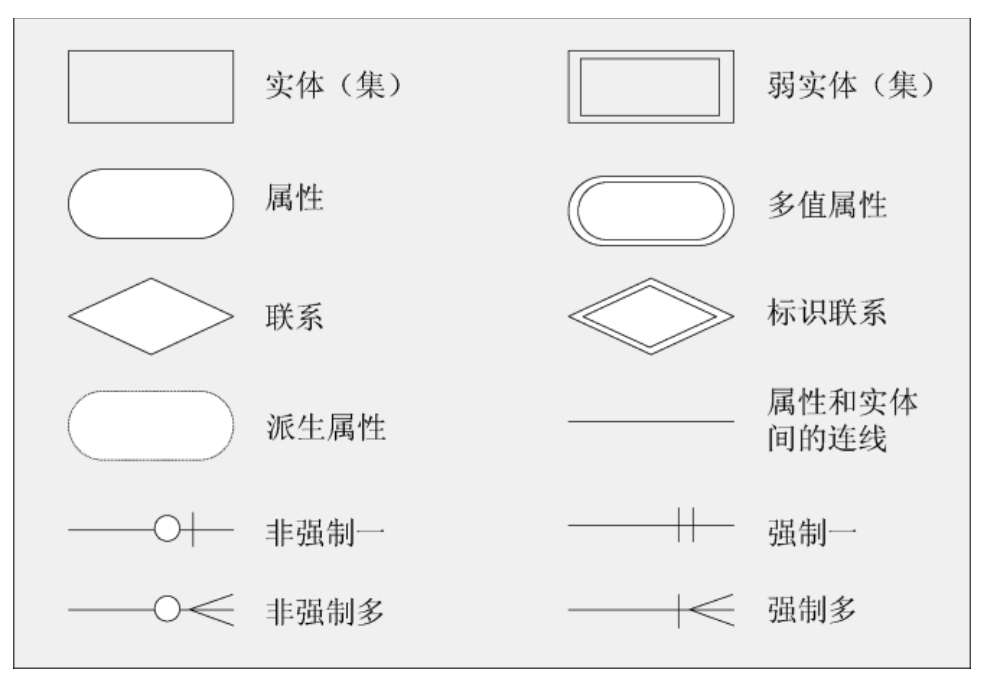 实体（集）
弱实体（集）
属性
多值属性
联系
标识联系
派生属性
属性和实体
间的连线
非强制一
强制一
非强制多
强制多